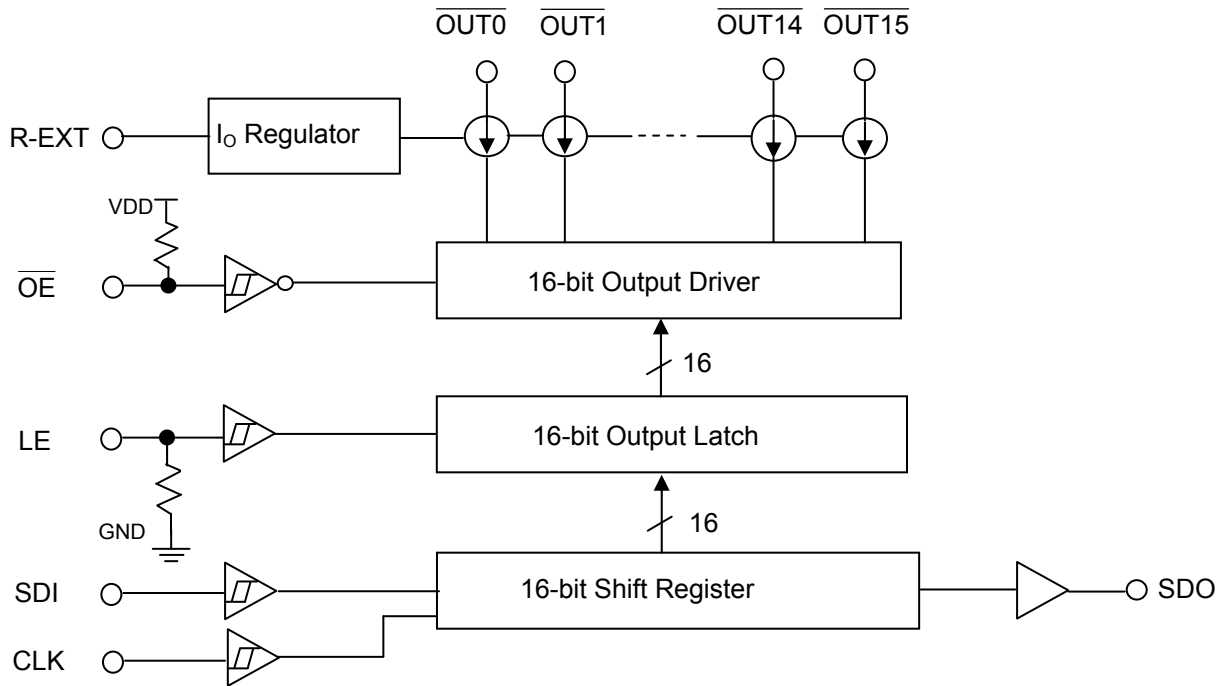 OUT0 OUT1 OUT14 OUT15
R-EXT
IO Regulator
VDD
OE
16-bit Output Driver
16
LE
16-bit Output Latch
GND
16
SDI
16-bit Shift Register
SDO
CLK